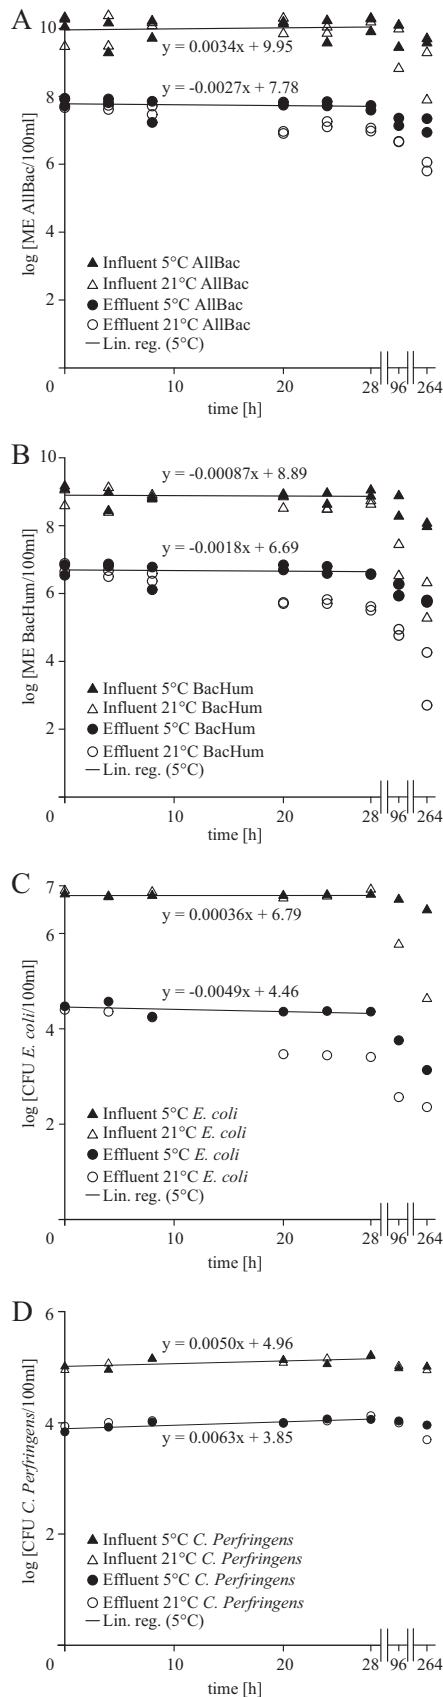 A
10
y = 0.0034x + 9.95
y = -0.0027x + 7.78
8
6
4
2
log [ME AllBac/100ml]
Influent 5°C AllBac
Influent 21°C AllBac
Effluent 5°C AllBac
Effluent 21°C AllBac
Lin. reg. (5°C)
0 10 20 28 96 264
time [h]
B
10
y = -0.00087x + 8.89
8
y = -0.0018x + 6.69
6
4
2
log [ME BacHum/100ml]
Influent 5°C BacHum
Influent 21°C BacHum
Effluent 5°C BacHum
Effluent 21°C BacHum
Lin. reg. (5°C)
0 10 20 28 96 264
time [h]
C
7
y = 0.00036x + 6.79
6
y = -0.0049x + 4.46
4
2
log [CFU E. coli/100ml]
Influent 5°C E. coli
Influent 21°C E. coli
Effluent 5°C E. coli
Effluent 21°C E. coli
Lin. reg. (5°C)
0 10 20 28 96 264
time [h]
D
6
y = 0.0050x + 4.96
4
y = 0.0063x + 3.85
2
log [CFU C. Perfringens/100ml]
Influent 5°C C. Perfringens
Influent 21°C C. Perfringens
Effluent 5°C C. Perfringens
Effluent 21°C C. Perfringens
Lin. reg. (5°C)
0 10 20 28 96 264
time [h]